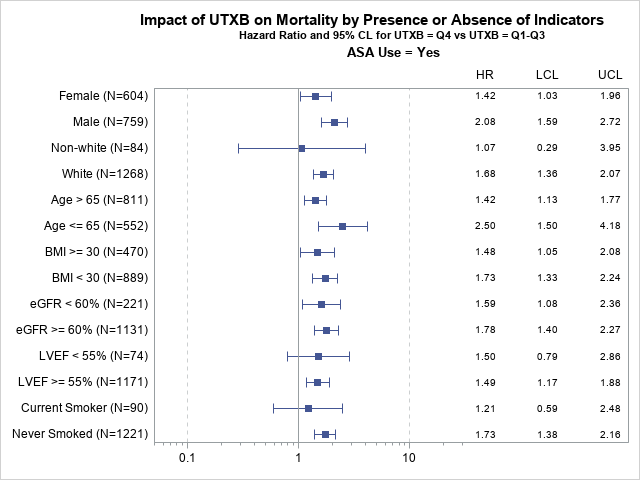 Impact of UTXB on Mortality by Presence or Absence of Indicators
Hazard Ratio and 95% CL for UTXB = Q4 vs UTXB = Q1-Q3
ASA Use = Yes
HR LCL UCL
Female (N=604) 1.42 1.03 1.96
Male (N=759) 2.08 1.59 2.72
Non-white (N=84) 1.07 0.29 3.95
White (N=1268) 1.68 1.36 2.07
Age > 65 (N=811) 1.42 1.13 1.77
Age <= 65 (N=552) 2.50 1.50 4.18
BMI >= 30 (N=470) 1.48 1.05 2.08
BMI < 30 (N=889) 1.73 1.33 2.24
eGFR < 60% (N=221) 1.59 1.08 2.36
eGFR >= 60% (N=1131) 1.78 1.40 2.27
LVEF < 55% (N=74) 1.50 0.79 2.86
LVEF >= 55% (N=1171) 1.49 1.17 1.88
Current Smoker (N=90) 1.21 0.59 2.48
Never Smoked (N=1221) 1.73 1.38 2.16
0.1 1 10